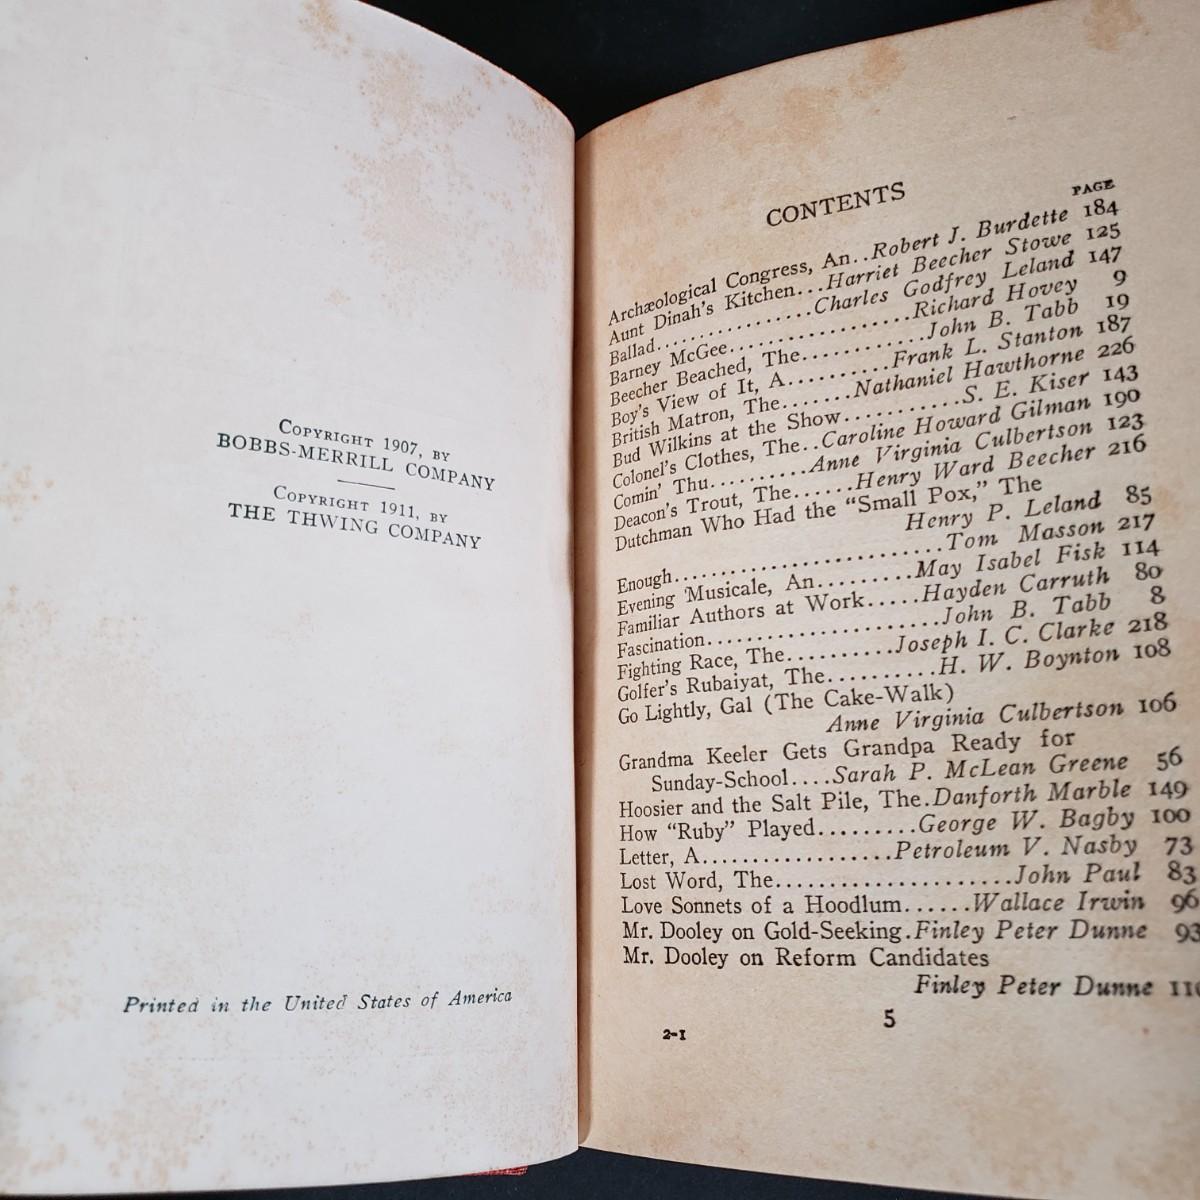 COPYRIGHT 1907, BY
BOBBS-MERRILL COMPANY
COPYRIGHT 1911, BY
THE THWING COMPANY
Printed in the United States of America
CONTENTS
PAGE
Archæological Congress, An..Robert J. Burdette 184
Aunt Dinah's Kitchen...Harriet Beecher Stowe 125
Ballad................Charles Godfrey Leland 147
Barney McGee...................Richard Hovey 9
Beecher Beached, The............John B. Tabb 19
Boy's View of It, A..........Frank L. Stanton 187
British Matron, The.......Nathaniel Hawthorne 226
Bud Wilkins at the Show...........S. E. Kiser 143
Colonel's Clothes, The..Caroline Howard Gilman 190
Comin' Thu..........Anne Virginia Culbertson 123
Deacon's Trout, The......Henry Ward Beecher 216
Dutchman Who Had the "Small Pox," The
Henry P. Leland 85
Enough...........................Tom Masson 217
Evening Musicale, An.........May Isabel Fisk 114
Familiar Authors at Work.....Hayden Carruth 80
Fascination.......................John B. Tabb 8
Fighting Race, The..........Joseph I. C. Clarke 218
Golfer's Rubaiyat, The..........H. W. Boynton 108
Go Lightly, Gal (The Cake-Walk)
Anne Virginia Culbertson 106
Grandma Keeler Gets Grandpa Ready for
Sunday-School....Sarah P. McLean Greene 56
Hoosier and the Salt Pile, The.Danforth Marble 149
How "Ruby" Played.........George W. Bagby 100
Letter, A...................Petroleum V. Nasby 73
Lost Word, The......................John Paul 83
Love Sonnets of a Hoodlum......Wallace Irwin 96
Mr. Dooley on Gold-Seeking.Finley Peter Dunne 93
Mr. Dooley on Reform Candidates
Finley Peter Dunne
5
2-1